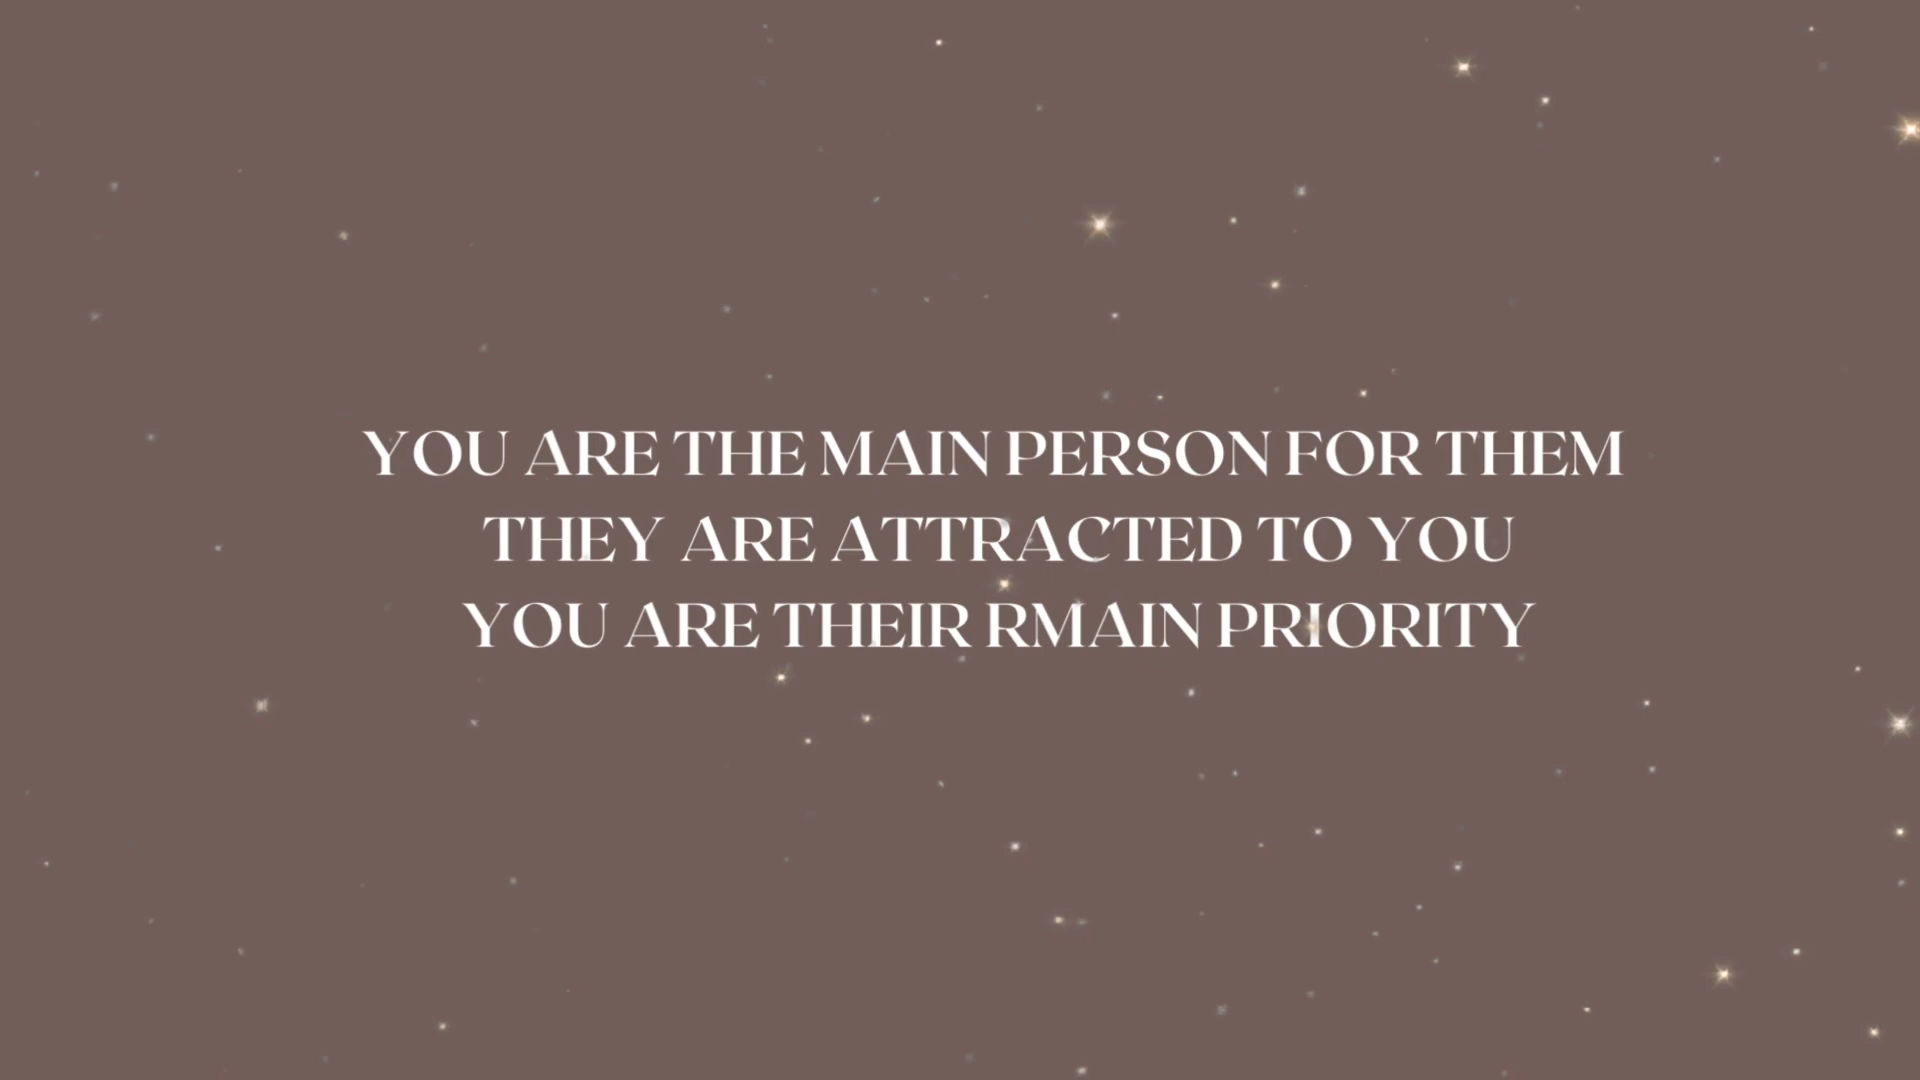 YOU ARE THE MAIN PERSON FOR THEM
THEY ARE ATTRACTED TO YOU
YOU ARE THEIR RMAIN PRIORITY